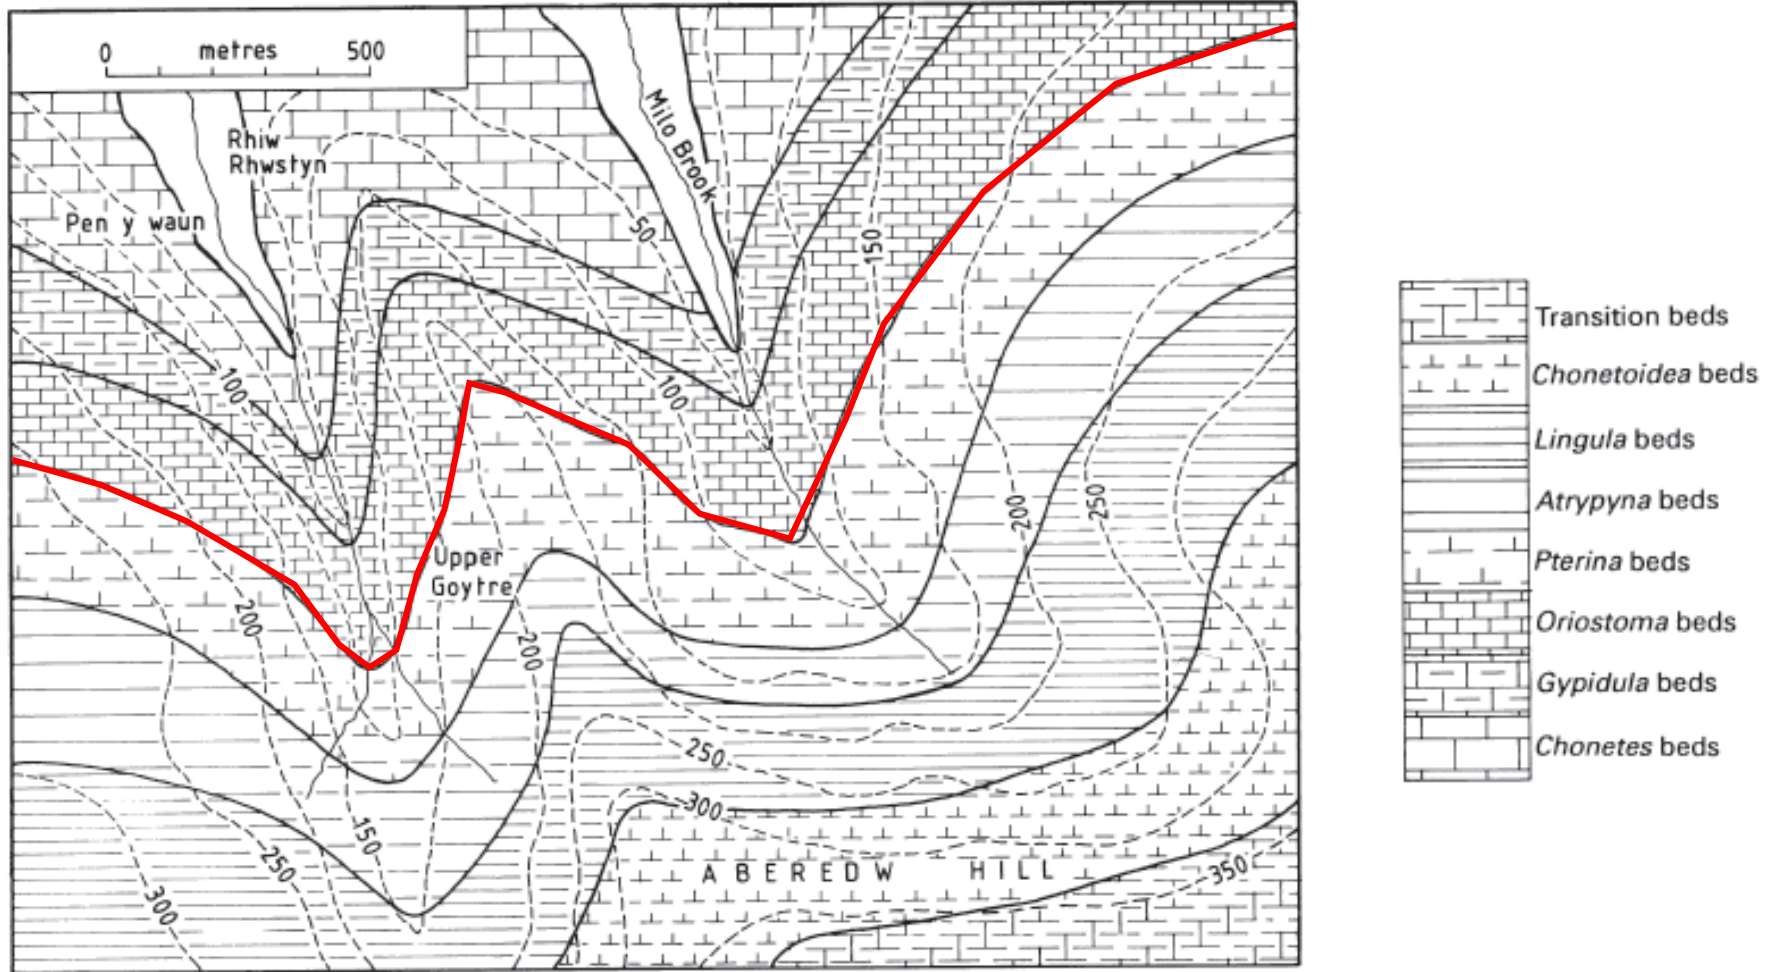 0 metres 500
Rhiw
Rhwstyn
Milo Brook
Pen y waun
50
150
100
100
Upper
Goytre
200
200
200
250
250
300
150
250
300
350
ABEREDW HILL
Transition beds
Chonetoidea beds
Lingula beds
Atrypyna beds
Pterina beds
Oriostoma beds
Gypidula beds
Chonetes beds